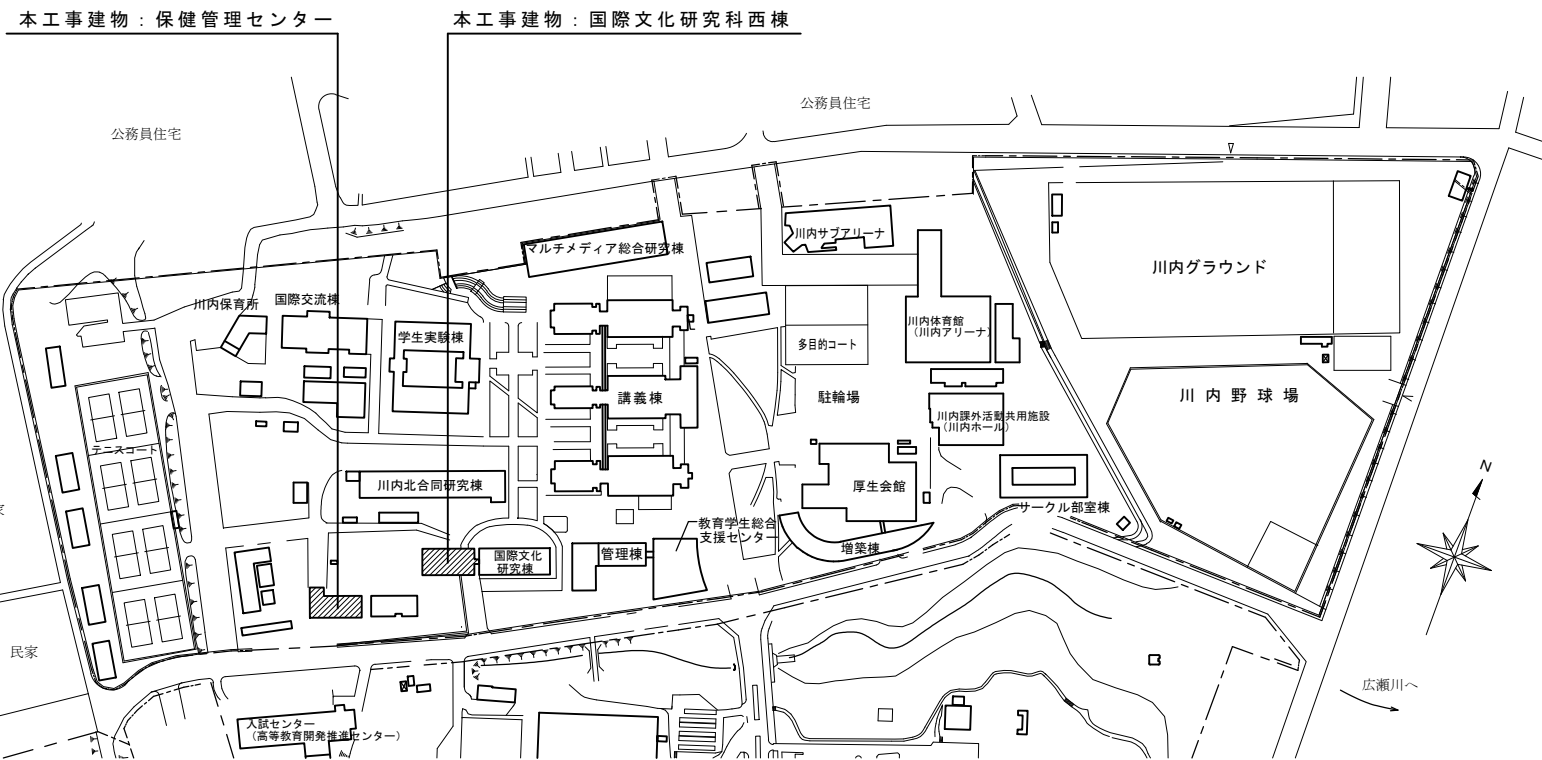 本工事建物：保健管理センター
本工事建物：国際文化研究科西棟
公務員住宅
公務員住宅
川内サブアリーナ
マルチメディア総合研究棟
川内グラウンド
川内保育所
国際交流棟
学生実験棟
川内体育館
（川内アリーナ）
多目的コート
講義棟
駐輪場
川内野球場
川内課外活動共用施設
（川内ホール）
テニスコート
川内北合同研究棟
厚生会館
N
サークル部室棟
教育学生総合
支援センター
増築棟
国際文化
研究棟
管理棟
民家
広瀬川へ
入試センター
（高等教育開発推進センター）